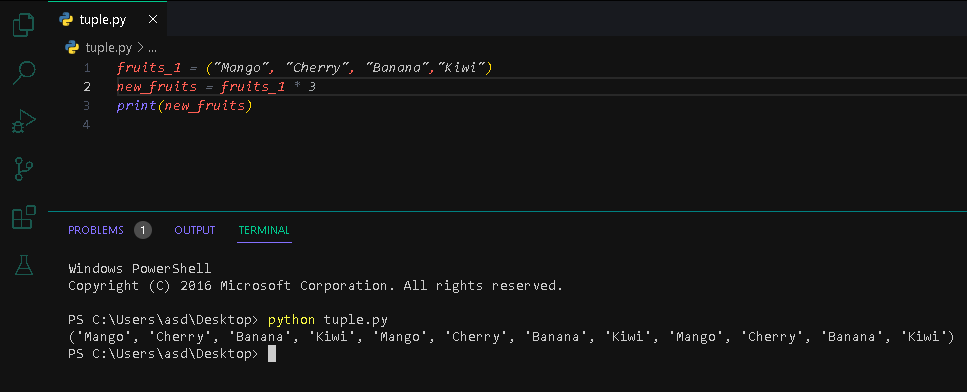 tuple.py ×
tuple.py > ...
1 fruits_1 = ("Mango", "Cherry", "Banana","Kiwi")
2 new_fruits = fruits_1 * 3
3 print(new_fruits)
4
PROBLEMS 1 OUTPUT TERMINAL
Windows PowerShell
Copyright (C) 2016 Microsoft Corporation. All rights reserved.
PS C:\Users\asd\Desktop> python tuple.py
('Mango', 'Cherry', 'Banana', 'Kiwi', 'Mango', 'Cherry', 'Banana', 'Kiwi', 'Mango', 'Cherry', 'Banana', 'Kiwi')
PS C:\Users\asd\Desktop>